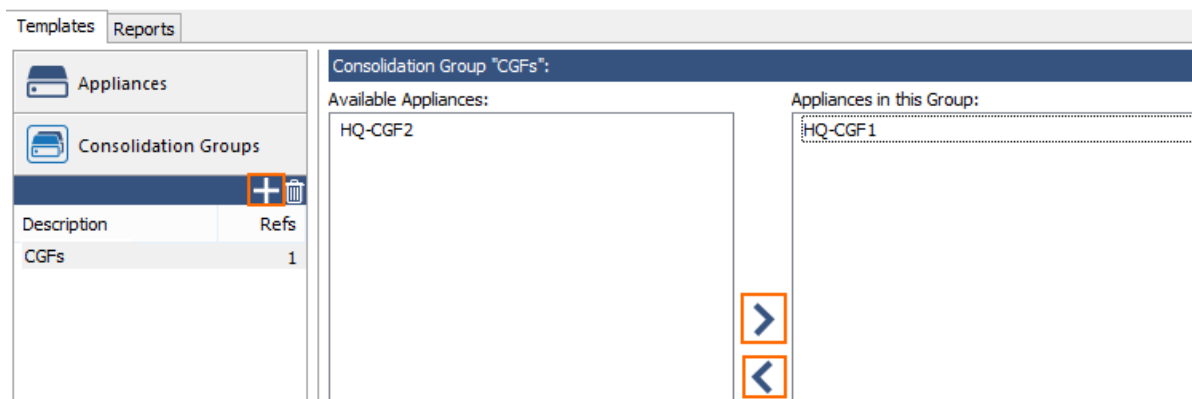 Templates Reports
Appliances
Consolidation Groups
Description Refs
CGFs 1
Consolidation Group "CGFs":
Available Appliances:
HQ-CGF2
Appliances in this Group:
HQ-CGF1